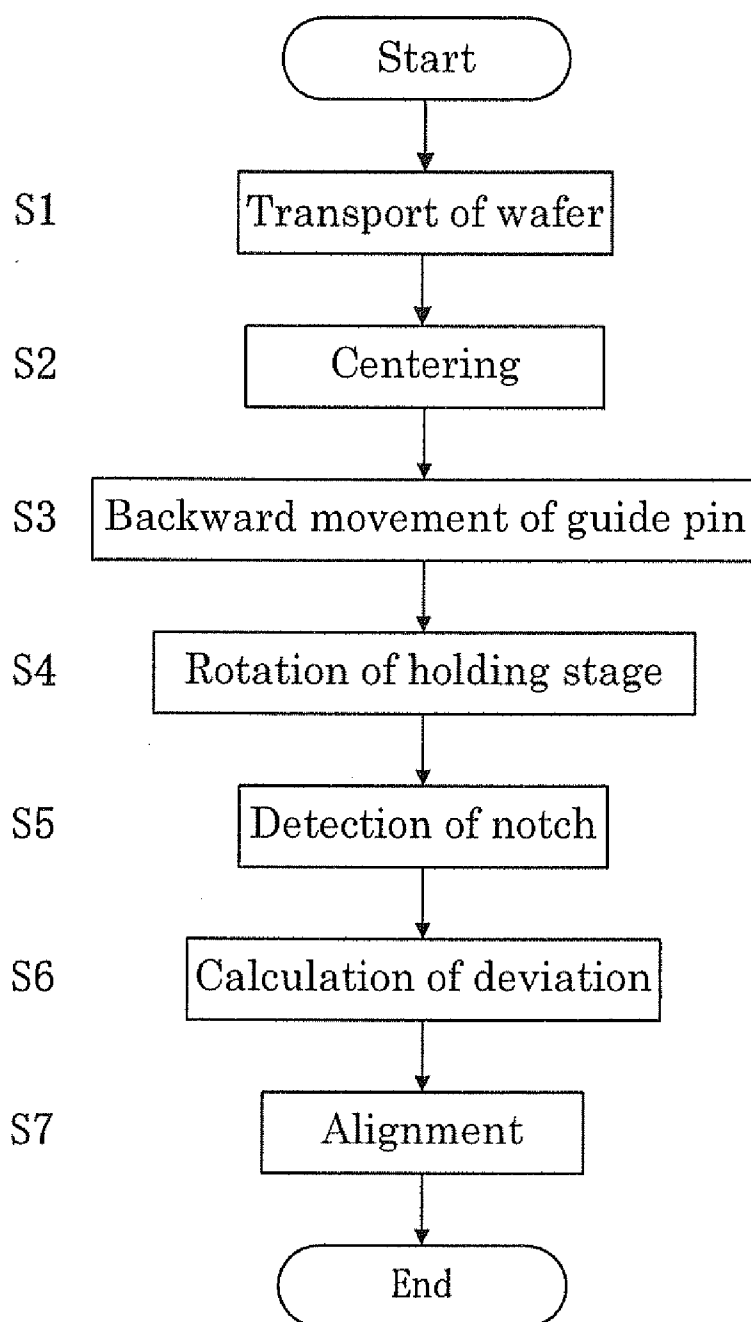 Start
S1 Transport of wafer
S2 Centering
S3 Backward movement of guide pin
S4 Rotation of holding stage
S5 Detection of notch
S6 Calculation of deviation
S7 Alignment
End